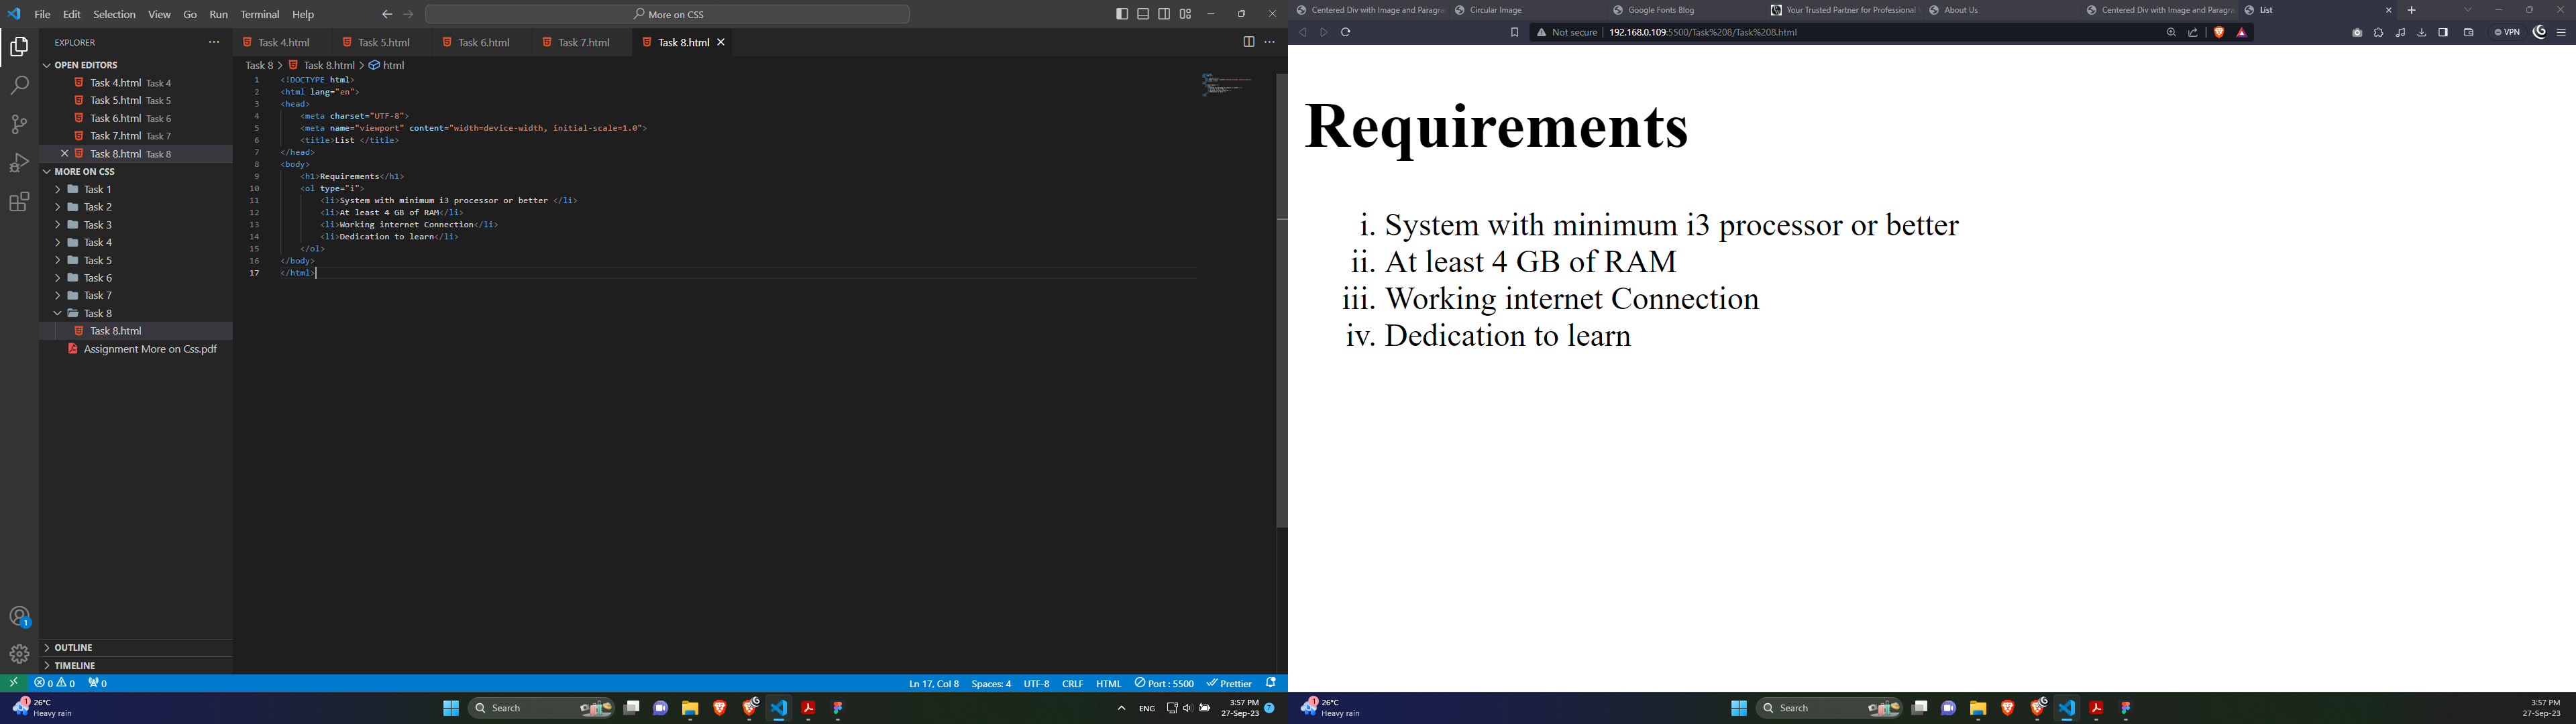 File Edit Selection View Go Run Terminal Help
More on CSS
EXPLORER
OPEN EDITORS
Task 4.html Task 4
Task 5.html Task 5
Task 6.html Task 6
Task 7.html Task 7
Task 8.html Task 8
MORE ON CSS
Task 1
Task 2
Task 3
Task 4
Task 5
Task 6
Task 7
Task 8
Task 8.html
Assignment More on Css.pdf
OUTLINE
TIMELINE
Task 4.html Task 5.html Task 6.html Task 7.html Task 8.html
Task 8 > Task 8.html > html
1 <!DOCTYPE html>
2 <html lang="en">
3 <head>
4 <meta charset="UTF-8">
5 <meta name="viewport" content="width=device-width, initial-scale=1.0">
6 <title>List </title>
7 </head>
8 <body>
9 <h1>Requirements</h1>
10 <ol type="i">
11 <li>System with minimum i3 processor or better </li>
12 <li>At least 4 GB of RAM</li>
13 <li>Working internet Connection</li>
14 <li>Dedication to learn</li>
15 </ol>
16 </body>
17 </html>
0 0 0
Ln 17, Col 8 Spaces: 4 UTF-8 CRLF HTML Port : 5500 Prettier
1
26°C
Heavy rain
Search
ENG
3:57 PM
27-Sep-23
7
Centered Div with Image and Paragra Circular Image Google Fonts Blog Your Trusted Partner for Professional About Us Centered Div with Image and Paragra List
Not secure 192.168.0.109:5500/Task%208/Task%208.html
VPN
Requirements
i. System with minimum i3 processor or better
ii. At least 4 GB of RAM
iii. Working internet Connection
iv. Dedication to learn
1
26°C
Heavy rain
Search
3:57 PM
27-Sep-23